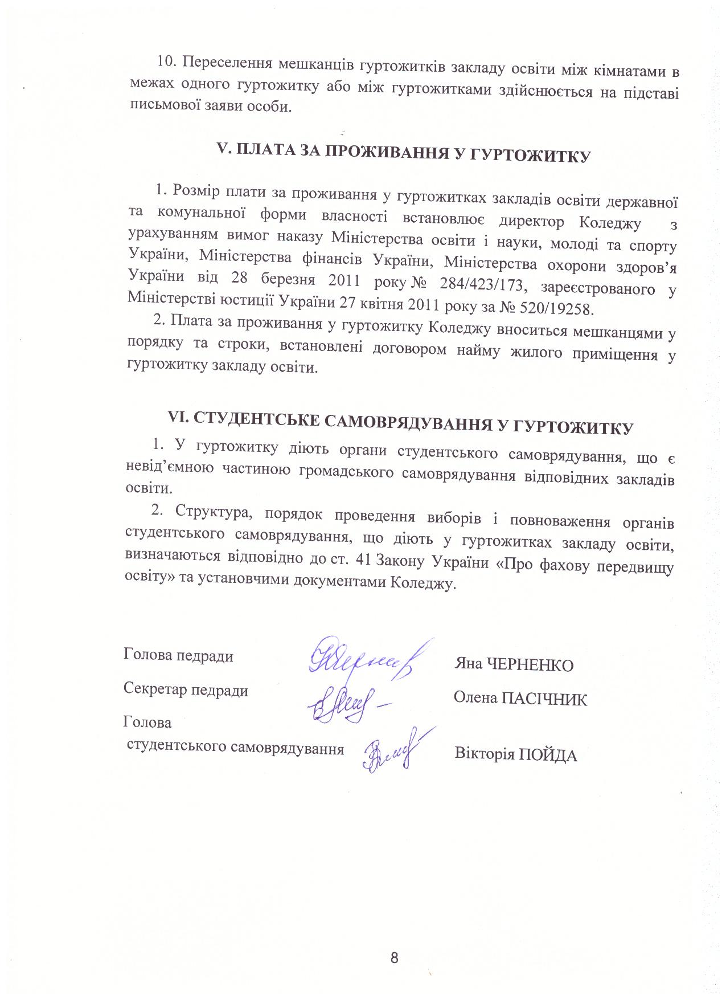 10. Переселення мешканців гуртожитків закладу освіти між кімнатами в
межах одного гуртожитку або між гуртожитками здійснюється на підставі
письмової заяви особи.
V. ПЛАТА ЗА ПРОЖИВАННЯ У ГУРТОЖИТКУ
1. Розмір плати за проживання у гуртожитках закладів освіти державної
та комунальної форми власності встановлює директор Коледжу з
урахуванням вимог наказу Міністерства освіти і науки, молоді та спорту
України, Міністерства фінансів України, Міністерства охорони здоров’я
України від 28 березня 2011 року № 284/423/173, зареєстрованого у
Міністерстві юстиції України 27 квітня 2011 року за № 520/19258.
2. Плата за проживання у гуртожитку Коледжу вноситься мешканцями у
порядку та строки, встановлені договором найму жилого приміщення у
гуртожитку закладу освіти.
VI. СТУДЕНТСЬКЕ САМОВРЯДУВАННЯ У ГУРТОЖИТКУ
1. У гуртожитку діють органи студентського самоврядування, що є
невід’ємною частиною громадського самоврядування відповідних закладів
освіти.
2. Структура, порядок проведення виборів і повноваження органів
студентського самоврядування, що діють у гуртожитках закладу освіти,
визначаються відповідно до ст. 41 Закону України «Про фахову передвищу
освіту» та установчими документами Коледжу.
Голова педради Яна ЧЕРНЕНКО
Секретар педради Олена ПАСІЧНИК
Голова
студентського самоврядування Вікторія ПОЙДА
8